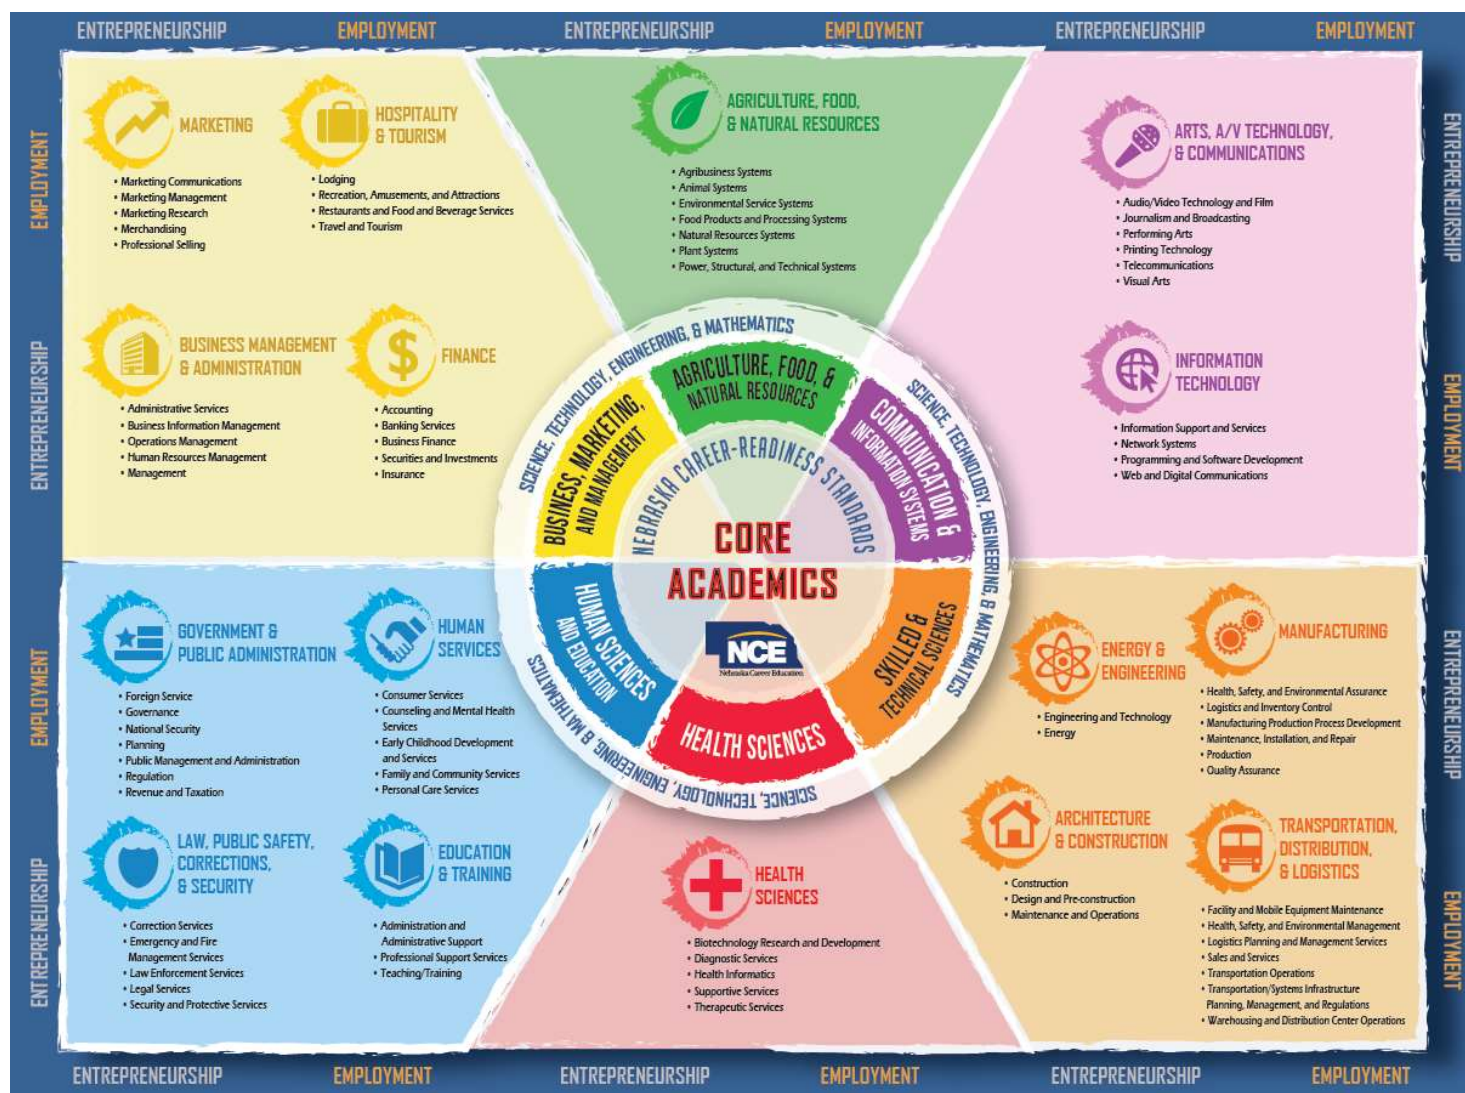 ENTREPRENEURSHIP
EMPLOYMENT
ENTREPRENEURSHIP
EMPLOYMENT
ENTREPRENEURSHIP
EMPLOYMENT
EMPLOYMENT
ENTREPRENEURSHIP
EMPLOYMENT
ENTREPRENEURSHIP
MARKETING
• Marketing Communications
• Marketing Management
• Marketing Research
• Merchandising
• Professional Selling
HOSPITALITY
& TOURISM
• Lodging
• Recreation, Amusements, and Attractions
• Restaurants and Food and Beverage Services
• Travel and Tourism
BUSINESS MANAGEMENT
& ADMINISTRATION
• Administrative Services
• Business Information Management
• Operations Management
• Human Resources Management
• Management
$
FINANCE
• Accounting
• Banking Services
• Business Finance
• Securities and Investments
• Insurance
AGRICULTURE, FOOD,
& NATURAL RESOURCES
• Agribusiness Systems
• Animal Systems
• Environmental Service Systems
• Food Products and Processing Systems
• Natural Resources Systems
• Plant Systems
• Power, Structural, and Technical Systems
ARTS, A/V TECHNOLOGY,
& COMMUNICATIONS
• Audio/Video Technology and Film
• Journalism and Broadcasting
• Performing Arts
• Printing Technology
• Telecommunications
• Visual Arts
INFORMATION
TECHNOLOGY
• Information Support and Services
• Network Systems
• Programming and Software Development
• Web and Digital Communications
SCIENCE, TECHNOLOGY, ENGINEERING, & MATHEMATICS
SCIENCE, TECHNOLOGY, ENGINEERING, & MATHEMATICS
SCIENCE, TECHNOLOGY, ENGINEERING, & MATHEMATICS
AGRICULTURE, FOOD, &
NATURAL RESOURCES
COMMUNICATION &
INFORMATION SYSTEMS
SKILLED &
TECHNICAL SCIENCES
HEALTH SCIENCES
HUMAN SCIENCES
AND EDUCATION
BUSINESS, MARKETING,
AND MANAGEMENT
NEBRASKA CAREER-READINESS STANDARDS
CORE
ACADEMICS
NCE
Nebraska Career Education
GOVERNMENT &
PUBLIC ADMINISTRATION
• Foreign Service
• Governance
• National Security
• Planning
• Public Management and Administration
• Regulation
• Revenue and Taxation
HUMAN
SERVICES
• Consumer Services
• Counseling and Mental Health
Services
• Early Childhood Development
and Services
• Family and Community Services
• Personal Care Services
LAW, PUBLIC SAFETY,
CORRECTIONS,
& SECURITY
• Correction Services
• Emergency and Fire
Management Services
• Law Enforcement Services
• Legal Services
• Security and Protective Services
EDUCATION
& TRAINING
• Administration and
Administrative Support
• Professional Support Services
• Teaching/Training
HEALTH
SCIENCES
• Biotechnology Research and Development
• Diagnostic Services
• Health Informatics
• Supportive Services
• Therapeutic Services
ENERGY &
ENGINEERING
• Engineering and Technology
• Energy
MANUFACTURING
• Health, Safety, and Environmental Assurance
• Logistics and Inventory Control
• Manufacturing Production Process Development
• Maintenance, Installation, and Repair
• Production
• Quality Assurance
ARCHITECTURE
& CONSTRUCTION
• Construction
• Design and Pre-construction
• Maintenance and Operations
TRANSPORTATION,
DISTRIBUTION,
& LOGISTICS
• Facility and Mobile Equipment Maintenance
• Health, Safety, and Environmental Management
• Logistics Planning and Management Services
• Sales and Services
• Transportation Operations
• Transportation/Systems Infrastructure
Planning, Management, and Regulations
• Warehousing and Distribution Center Operations
ENTREPRENEURSHIP
EMPLOYMENT
ENTREPRENEURSHIP
EMPLOYMENT
ENTREPRENEURSHIP
EMPLOYMENT
ENTREPRENEURSHIP
EMPLOYMENT
ENTREPRENEURSHIP
EMPLOYMENT